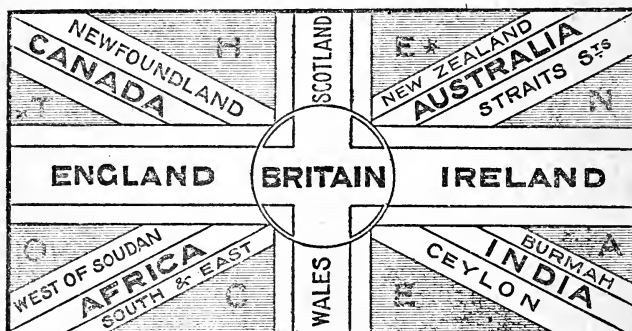 NEWFOUNDLAND
CANADA
H
T
SCOTLAND
E
NEW ZEALAND
AUSTRALIA
STRAITS STS
N
ENGLAND
BRITAIN
IRELAND
O
WEST OF SOUDAN
AFRICA
SOUTH & EAST
C
WALES
BURMAH
INDIA
CEYLON
A